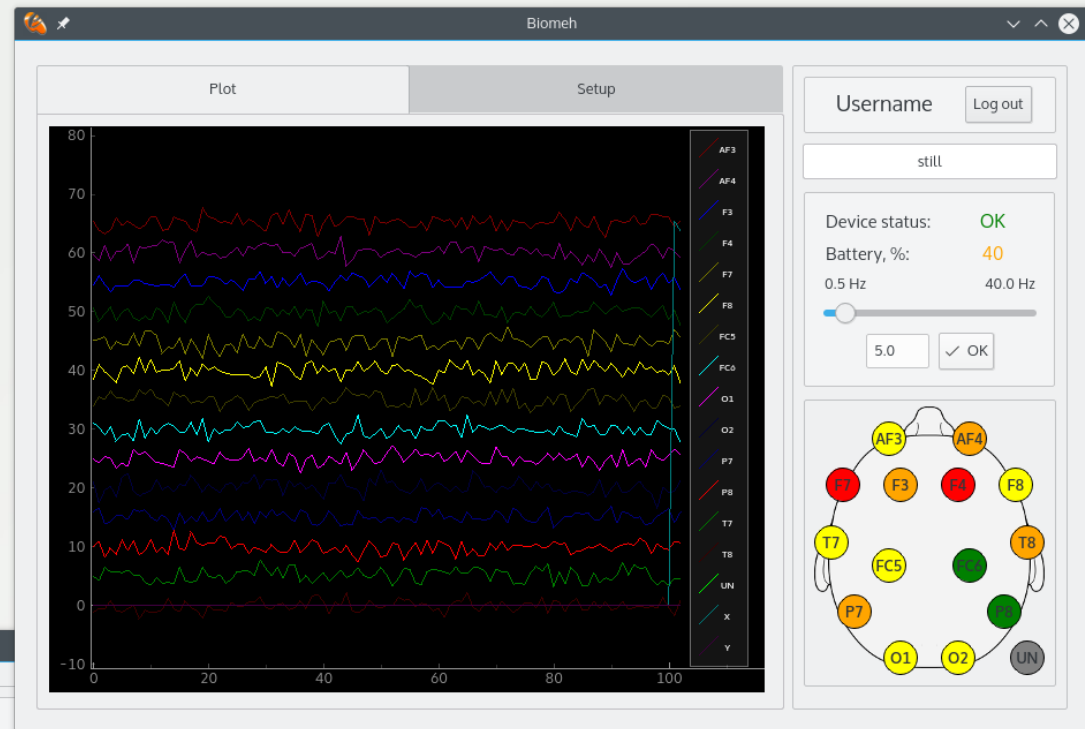 Biomeh
Plot
Setup
Username
Log out
still
Device status: OK
Battery, %: 40
0.5 Hz 40.0 Hz
5.0
OK
80
70
60
50
40
30
20
10
0
-10
0 20 40 60 80 100
AF3
AF4
F3
F4
F7
F8
FC5
FC6
O1
O2
P7
P8
T7
T8
UN
X
Y
AF3 AF4
F7 F3 F4 F8
T7 T8
FC5 FC6
P7 P8
O1 O2 UN